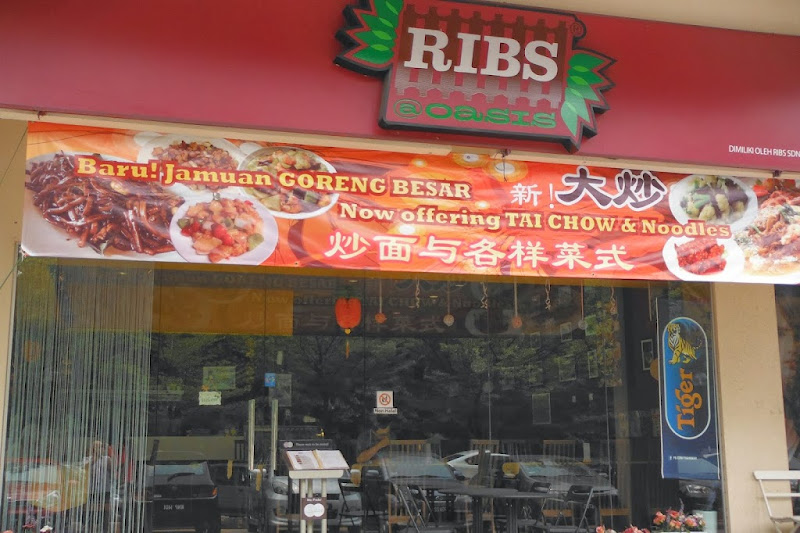 RIBS
@oasis
DIMILIKI OLEH RIBS SDN
Baru! Jamuan GORENG BESAR
新!大炒
Now offering TAI CHOW & Noodles
炒面与各样菜式
Tiger